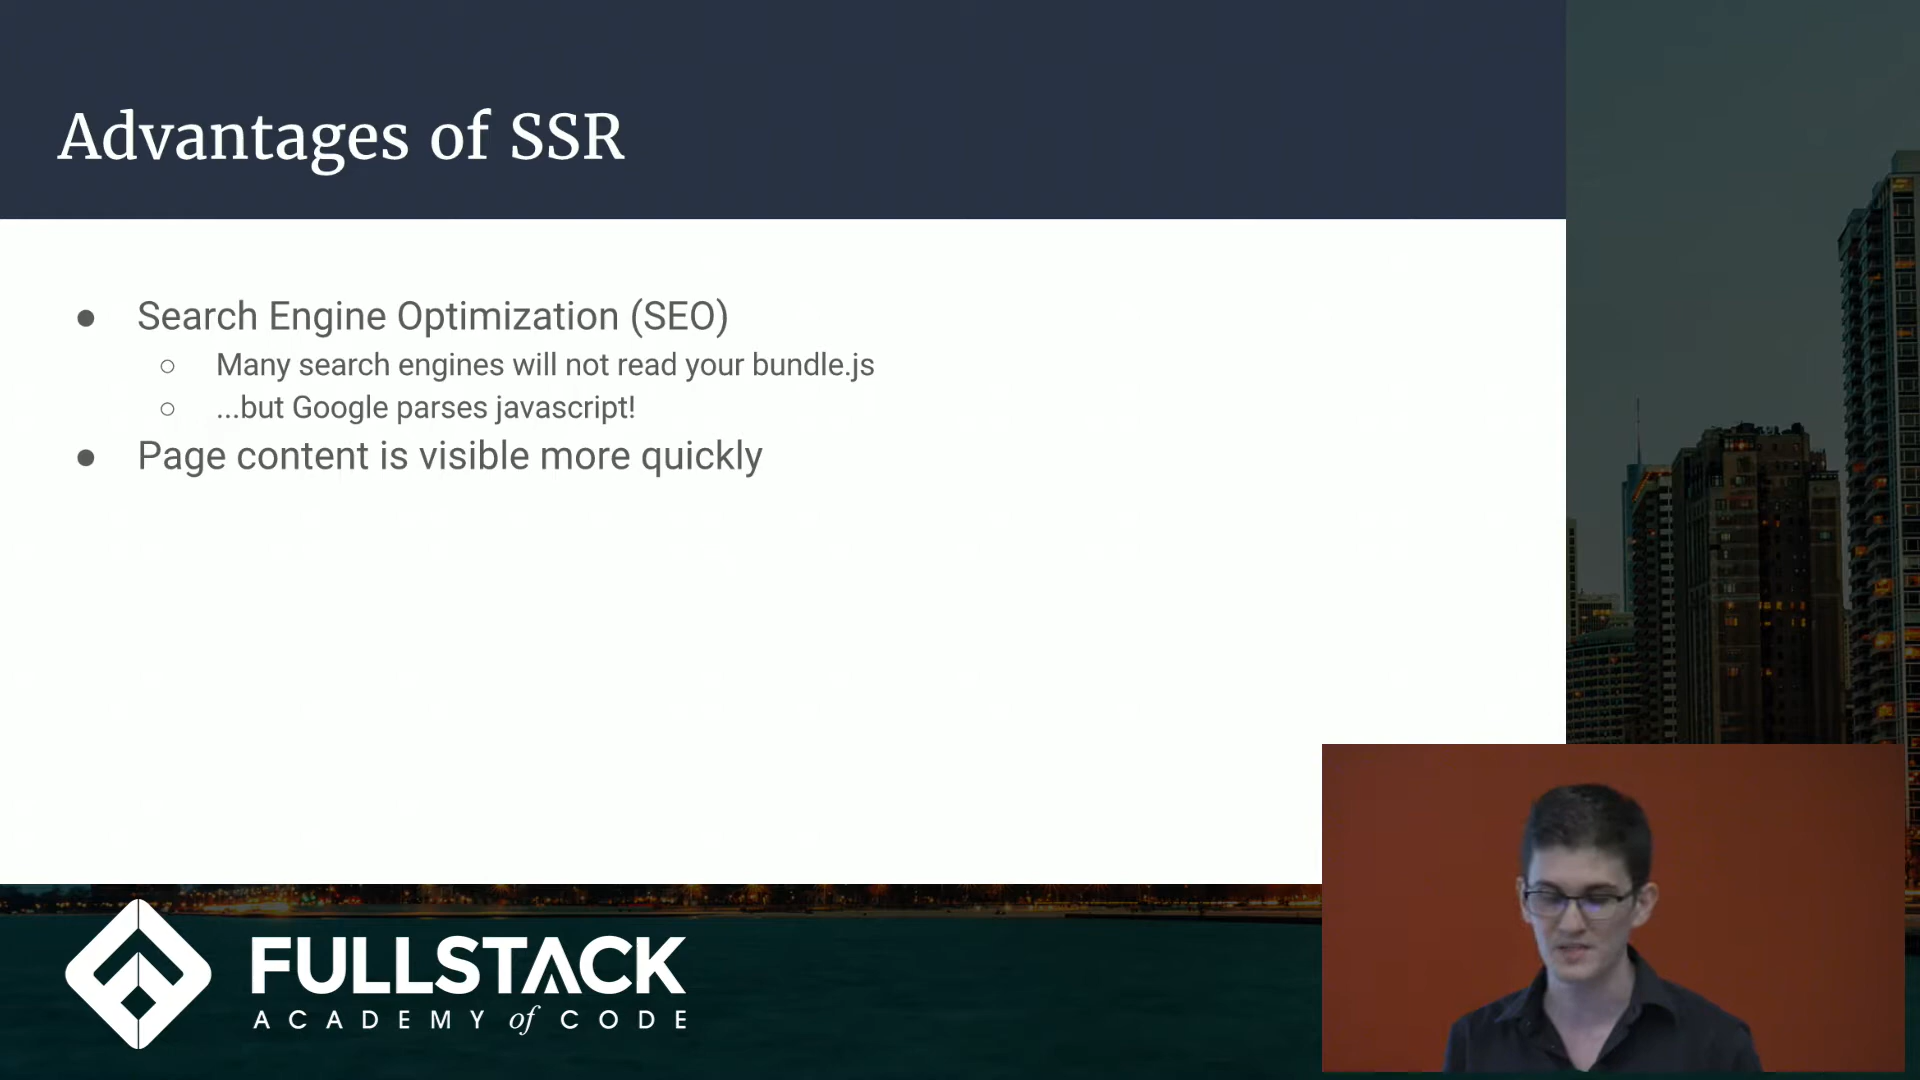 Advantages of SSR
● Search Engine Optimization (SEO)
○ Many search engines will not read your bundle.js
○ ...but Google parses javascript!
● Page content is visible more quickly
FULLSTACK
ACADEMY of CODE